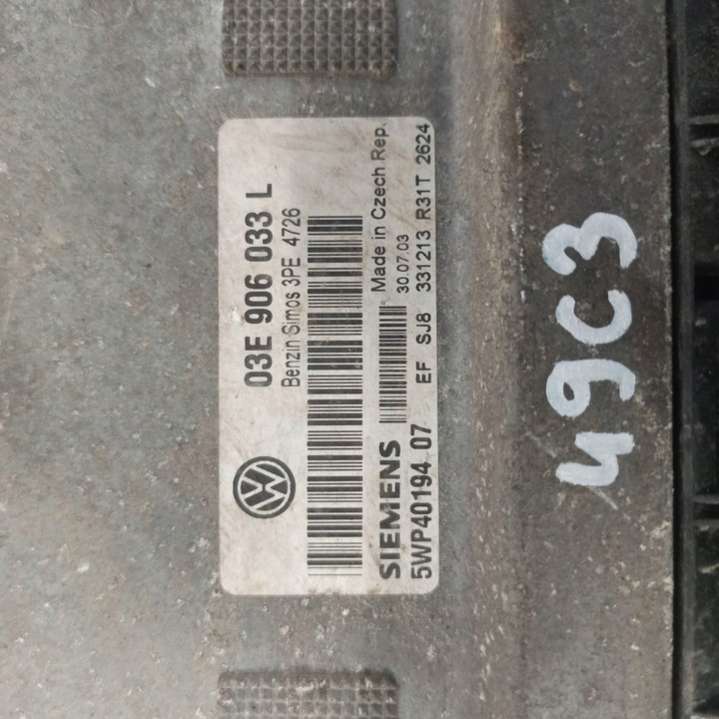 03E 906 033 L
Benzin Simos 3PE 4726
Made in Czech Rep.
SIEMENS 30.07.03
5WP40194 07 EF SJ8 331213 R31T 2624
49C3